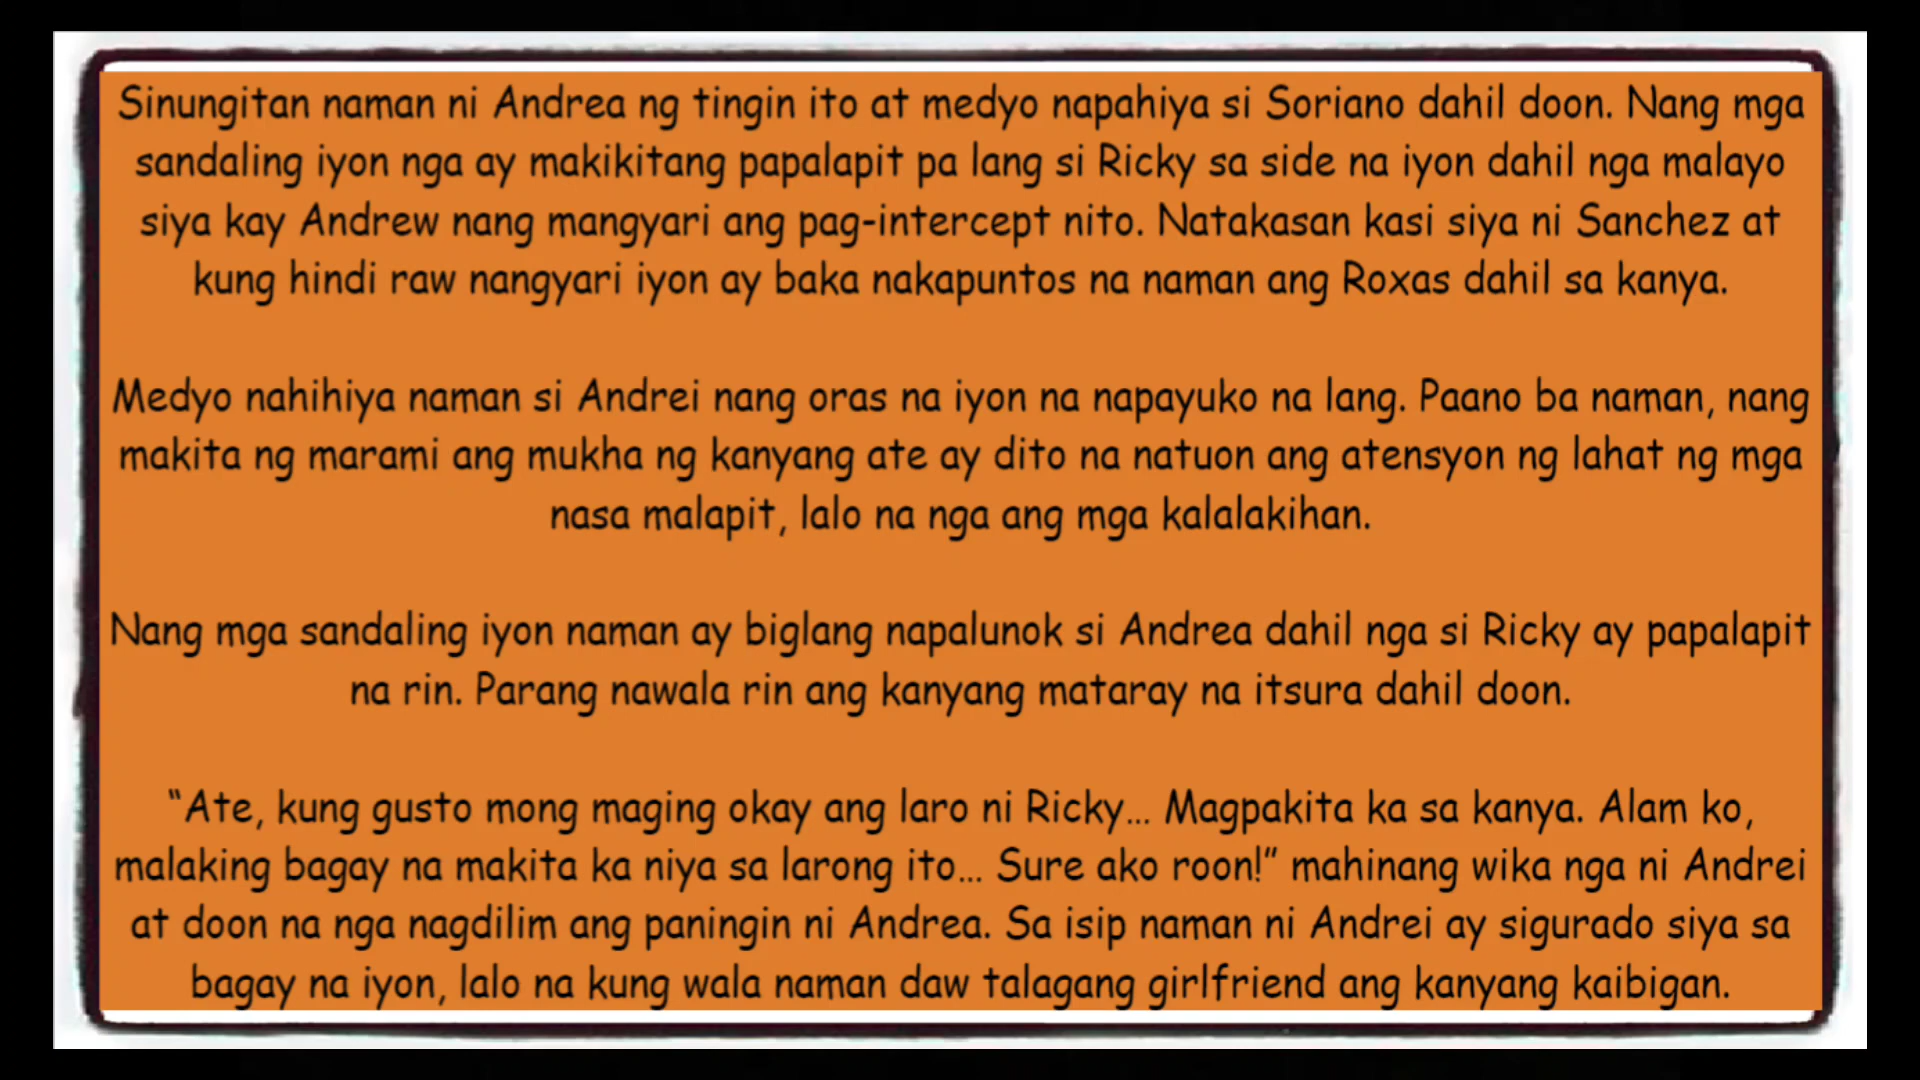 Sinungitan naman ni Andrea ng tingin ito at medyo napahiya si Soriano dahil doon. Nang mga
sandaling iyon nga ay makikitang papalapit pa lang si Ricky sa side na iyon dahil nga malayo
siya kay Andrew nang mangyari ang pag-intercept nito. Natakasan kasi siya ni Sanchez at
kung hindi raw nangyari iyon ay baka nakapuntos na naman ang Roxas dahil sa kanya.
Medyo nahihiya naman si Andrei nang oras na iyon na napayuko na lang. Paano ba naman, nang
makita ng marami ang mukha ng kanyang ate ay dito na natuon ang atensyon ng lahat ng mga
nasa malapit, lalo na nga ang mga kalalakihan.
Nang mga sandaling iyon naman ay biglang napalunok si Andrea dahil nga si Ricky ay papalapit
na rin. Parang nawala rin ang kanyang mataray na itsura dahil doon.
“Ate, kung gusto mong maging okay ang laro ni Ricky... Magpakita ka sa kanya. Alam ko,
malaking bagay na makita ka niya sa larong ito... Sure ako roon!” mahinang wika nga ni Andrei
at doon na nga nagdilim ang paningin ni Andrea. Sa isip naman ni Andrei ay sigurado siya sa
bagay na iyon, lalo na kung wala naman daw talagang girlfriend ang kanyang kaibigan.